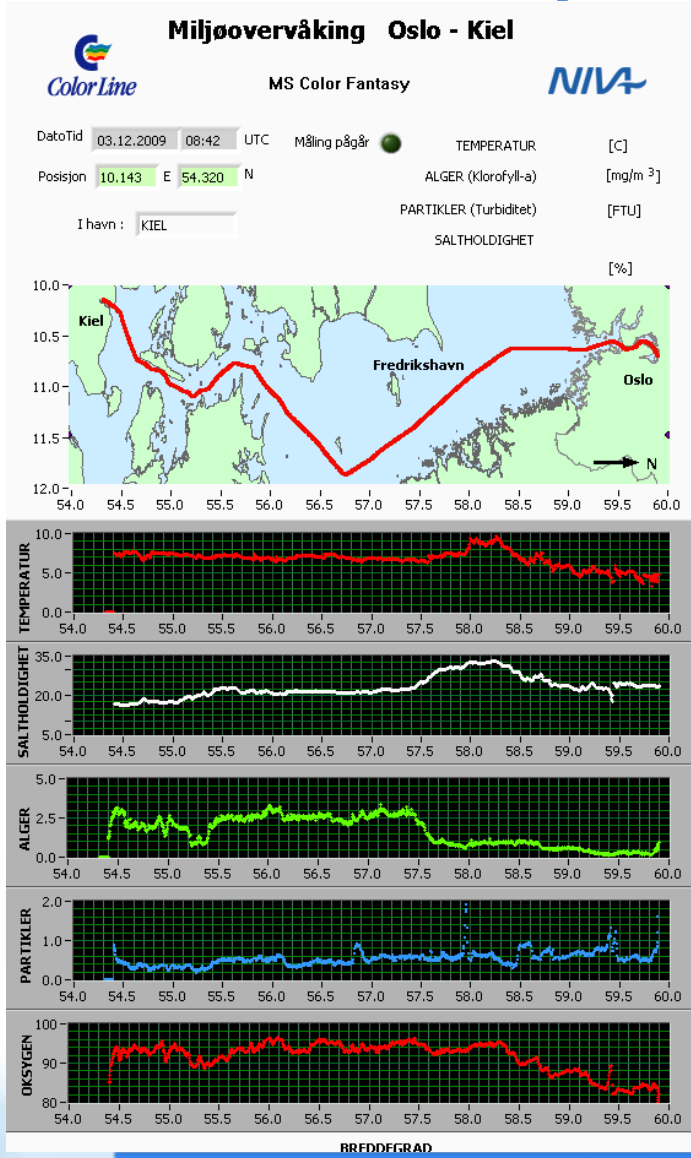 Miljøovervåking Oslo - Kiel
Color Line
MS Color Fantasy
NIVA
DatoTid 03.12.2009 08:42 UTC Måling pågår TEMPERATUR [C]
Posisjon 10.143 E 54.320 N ALGER (Klorofyll-a) [mg/m 3]
PARTIKLER (Turbiditet) [FTU]
I havn : KIEL
SALTHOLDIGHET
[%]
10.0
Kiel
10.5
Fredrikshavn
11.0
Oslo
11.5
N
12.0
54.0 54.5 55.0 55.5 56.0 56.5 57.0 57.5 58.0 58.5 59.0 59.5 60.0
TEMPERATUR
10.0
5.0
0.0
54.0 54.5 55.0 55.5 56.0 56.5 57.0 57.5 58.0 58.5 59.0 59.5 60.0
SALTHOLDIGHET
35.0
20.0
5.0
54.0 54.5 55.0 55.5 56.0 56.5 57.0 57.5 58.0 58.5 59.0 59.5 60.0
ALGER
5.0
2.5
0.0
54.0 54.5 55.0 55.5 56.0 56.5 57.0 57.5 58.0 58.5 59.0 59.5 60.0
PARTIKLER
2.0
1.0
0.0
54.0 54.5 55.0 55.5 56.0 56.5 57.0 57.5 58.0 58.5 59.0 59.5 60.0
OKSYGEN
100
90
80
54.0 54.5 55.0 55.5 56.0 56.5 57.0 57.5 58.0 58.5 59.0 59.5 60.0
BREDDEGRAD